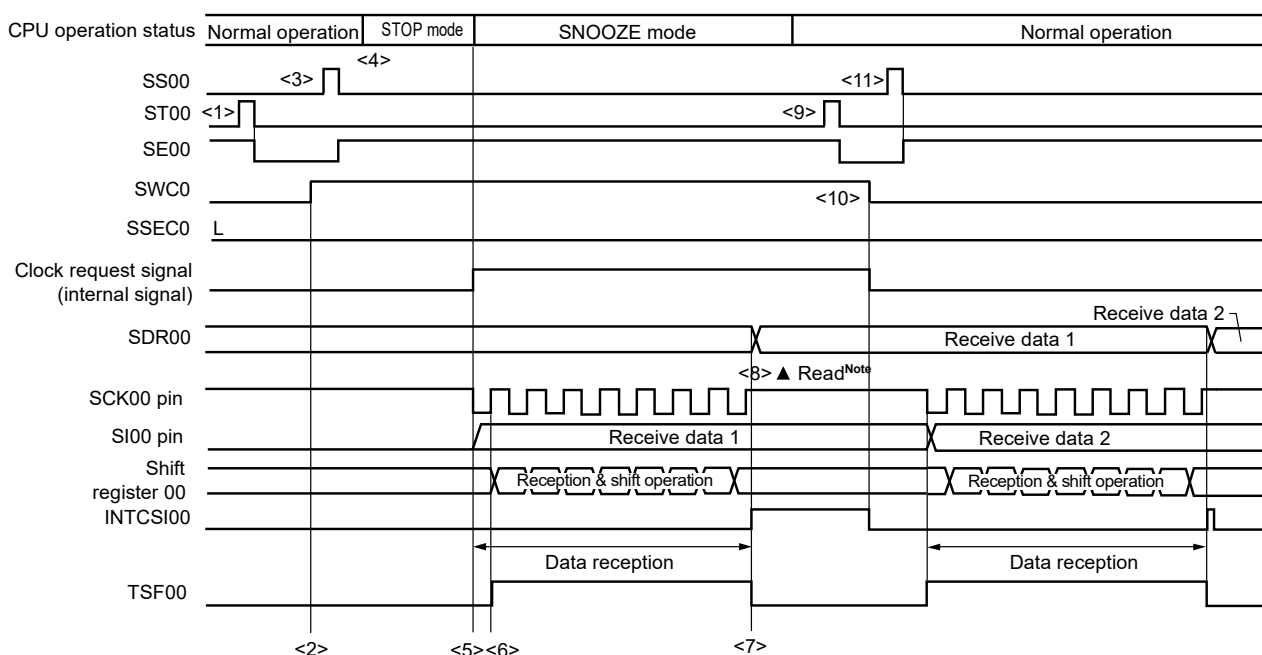 CPU operation status Normal operation STOP mode SNOOZE mode Normal operation
<4>
SS00 <3> <11>
ST00 <1> <9>
SE00
SWC0 <10>
SSEC0 L
Clock request signal
(internal signal)
Receive data 2
SDR00 Receive data 1
<8> ▲ ReadNote
SCK00 pin
SI00 pin Receive data 1 Receive data 2
Shift
register 00 Reception & shift operation Reception & shift operation
INTCSI00
Data reception Data reception
TSF00
<2> <5> <6> <7>